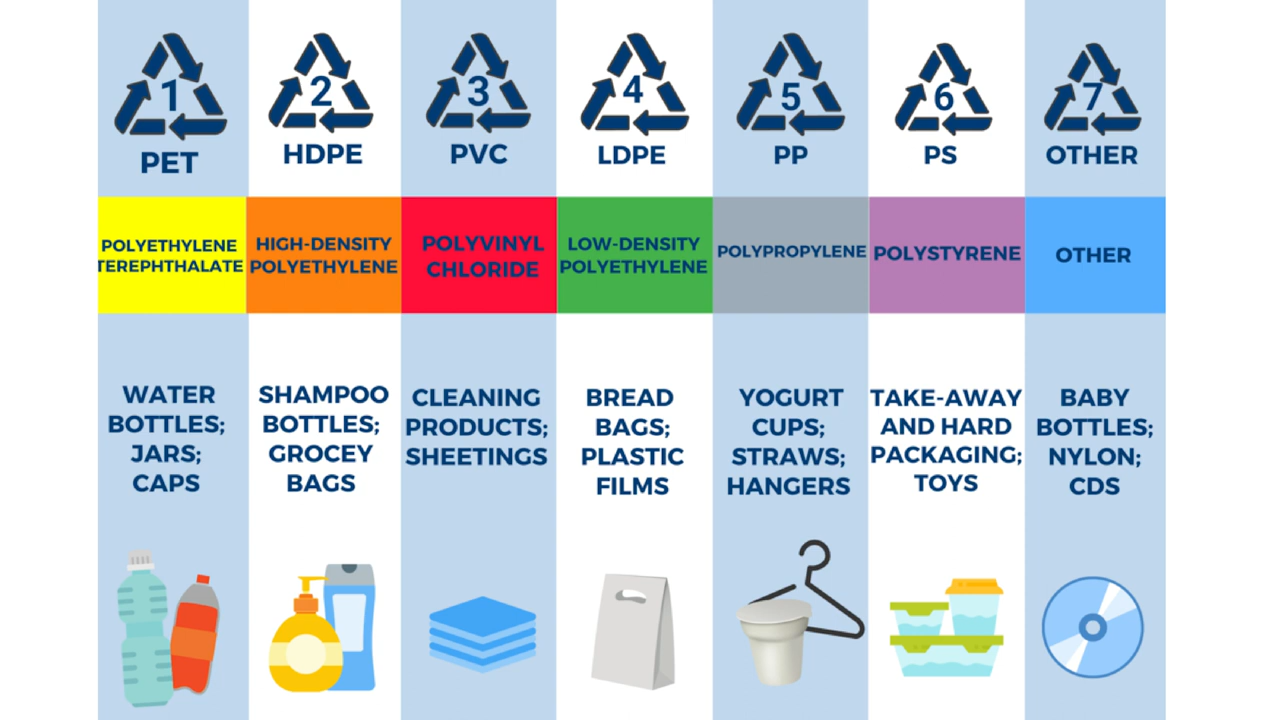 1
PET
POLYETHYLENE
TEREPHTHALATE
WATER
BOTTLES;
JARS;
CAPS
2
HDPE
HIGH-DENSITY
POLYETHYLENE
SHAMPOO
BOTTLES;
GROCEY
BAGS
3
PVC
POLYVINYL
CHLORIDE
CLEANING
PRODUCTS;
SHEETINGS
4
LDPE
LOW-DENSITY
POLYETHYLENE
BREAD
BAGS;
PLASTIC
FILMS
5
PP
POLYPROPYLENE
YOGURT
CUPS;
STRAWS;
HANGERS
6
PS
POLYSTYRENE
TAKE-AWAY
AND HARD
PACKAGING;
TOYS
7
OTHER
OTHER
BABY
BOTTLES;
NYLON;
CDS